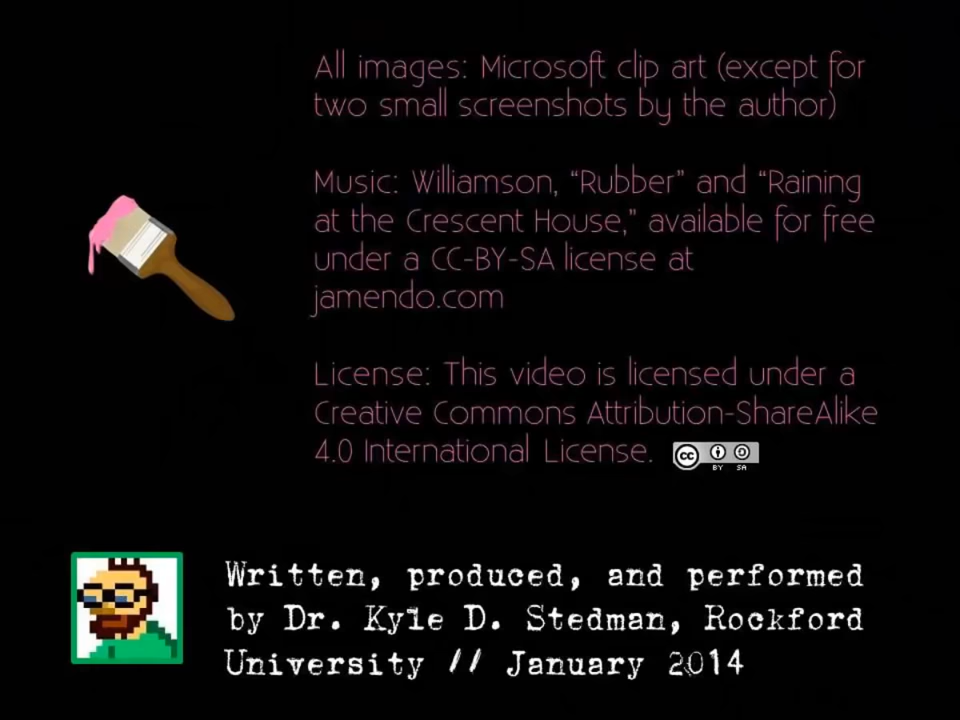 All images: Microsoft clip art (except for
two small screenshots by the author)
Music: Williamson, “Rubber” and “Raining
at the Crescent House,” available for free
under a CC-BY-SA license at
jamendo.com
License: This video is licensed under a
Creative Commons Attribution-ShareAlike
4.0 International License.
cc
BY SA
Written, produced, and performed
by Dr. Kyle D. Stedman, Rockford
University // January 2014